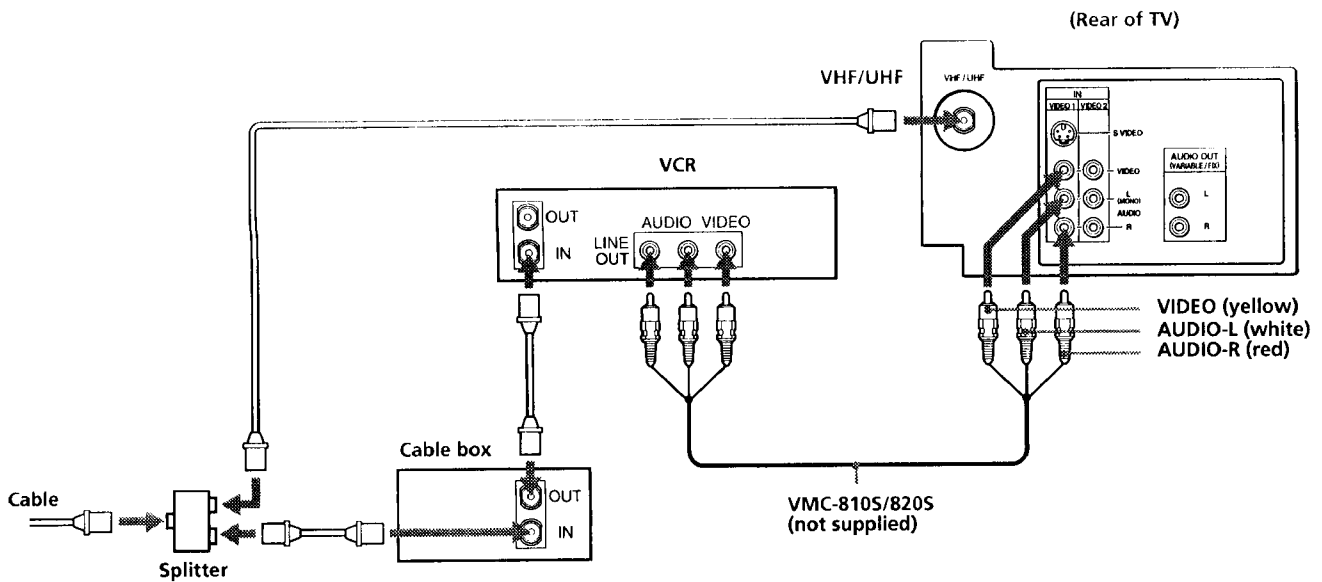 (Rear of TV)
VHF/UHF
VHF / UHF
IN
VIDEO 1 VIDEO 2
S VIDEO
VIDEO
L
(MONO)
AUDIO
R
AUDIO OUT
(VARIABLE / FIX)
L
R
VCR
OUT
IN
LINE
OUT
AUDIO VIDEO
VIDEO (yellow)
AUDIO-L (white)
AUDIO-R (red)
Cable box
OUT
IN
Cable
Splitter
VMC-810S/820S
(not supplied)